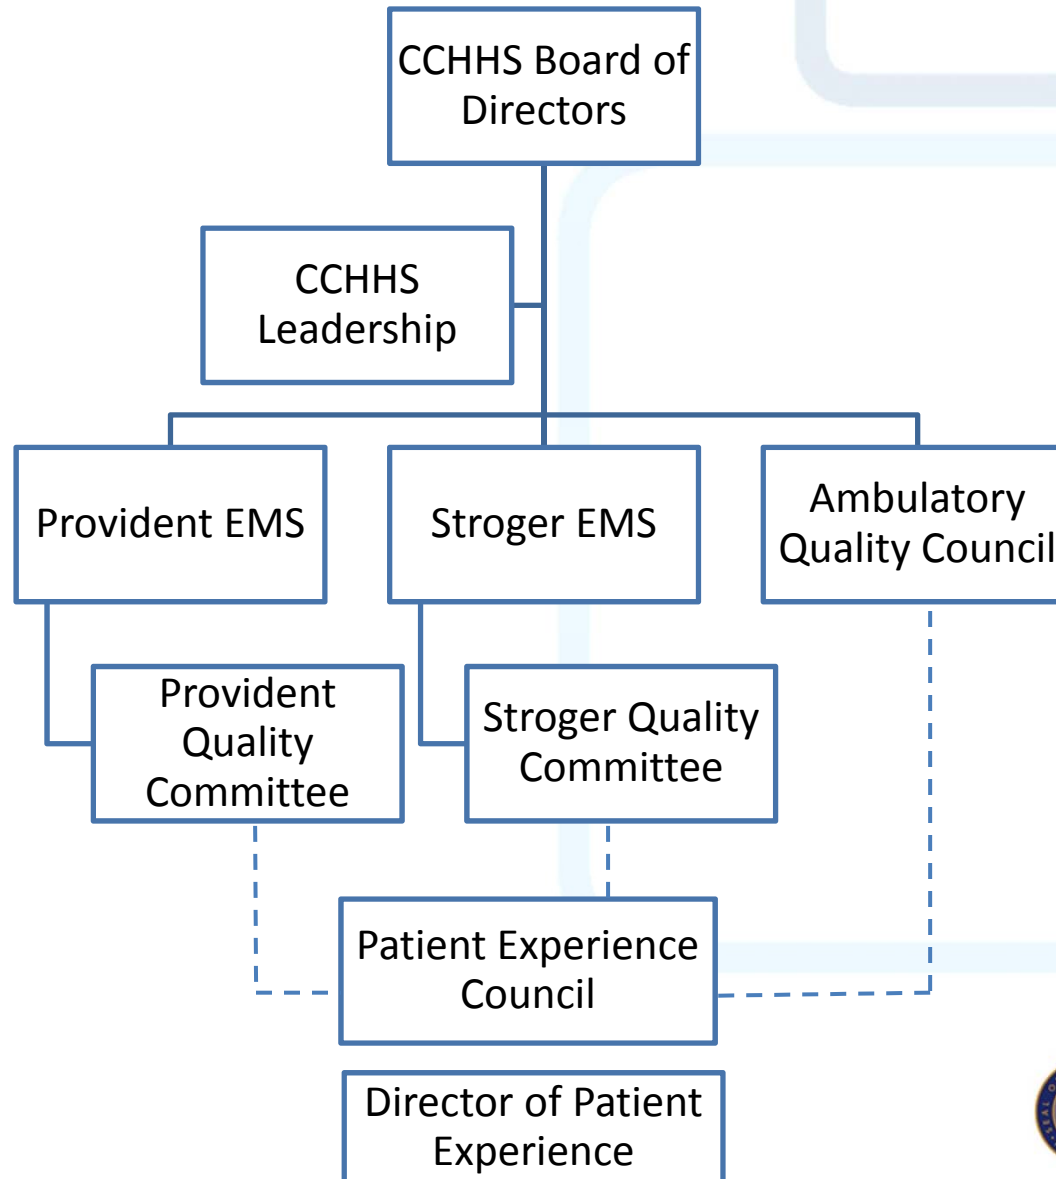 CCHHS Board of
Directors
CCHHS
Leadership
Provident EMS
Stroger EMS
Ambulatory
Quality Council
Provident
Quality
Committee
Stroger Quality
Committee
Patient Experience
Council
Director of Patient
Experience